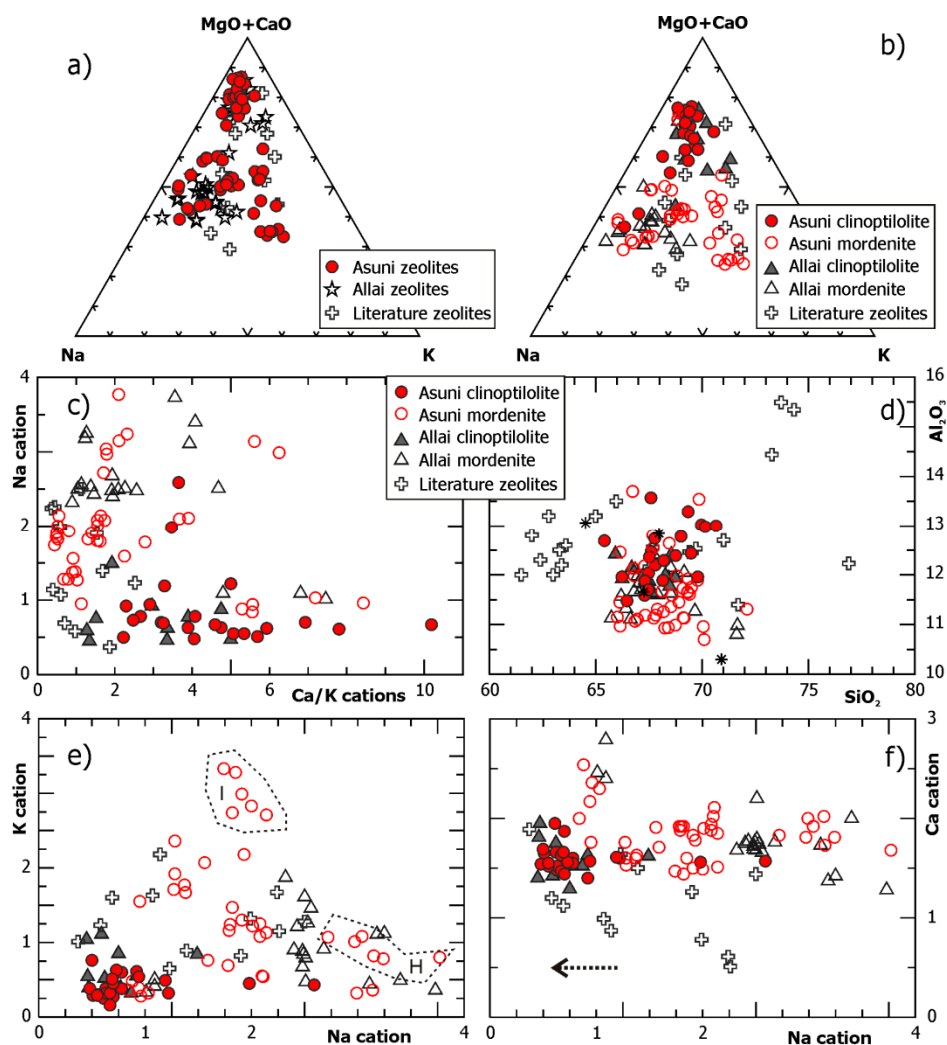 MgO+CaO
a)
Na
K
Asuni zeolites
Allai zeolites
Literature zeolites
MgO+CaO
b)
Na
K
Asuni clinoptilolite
Asuni mordenite
Allai clinoptilolite
Allai mordenite
Literature zeolites
c)
Na cation
4
3
2
1
0
0
2
4
6
8
10
Ca/K cations
Asuni clinoptilolite
Asuni mordenite
Allai clinoptilolite
Allai mordenite
Literature zeolites
d)
16
Al₂O₃
14
13
12
11
10
60
65
70
75
80
SiO₂
e)
K cation
4
2
1
0
I
H
0
1
2
4
Na cation
f)
3
Ca cation
2
1
0
0
1
2
4
Na cation